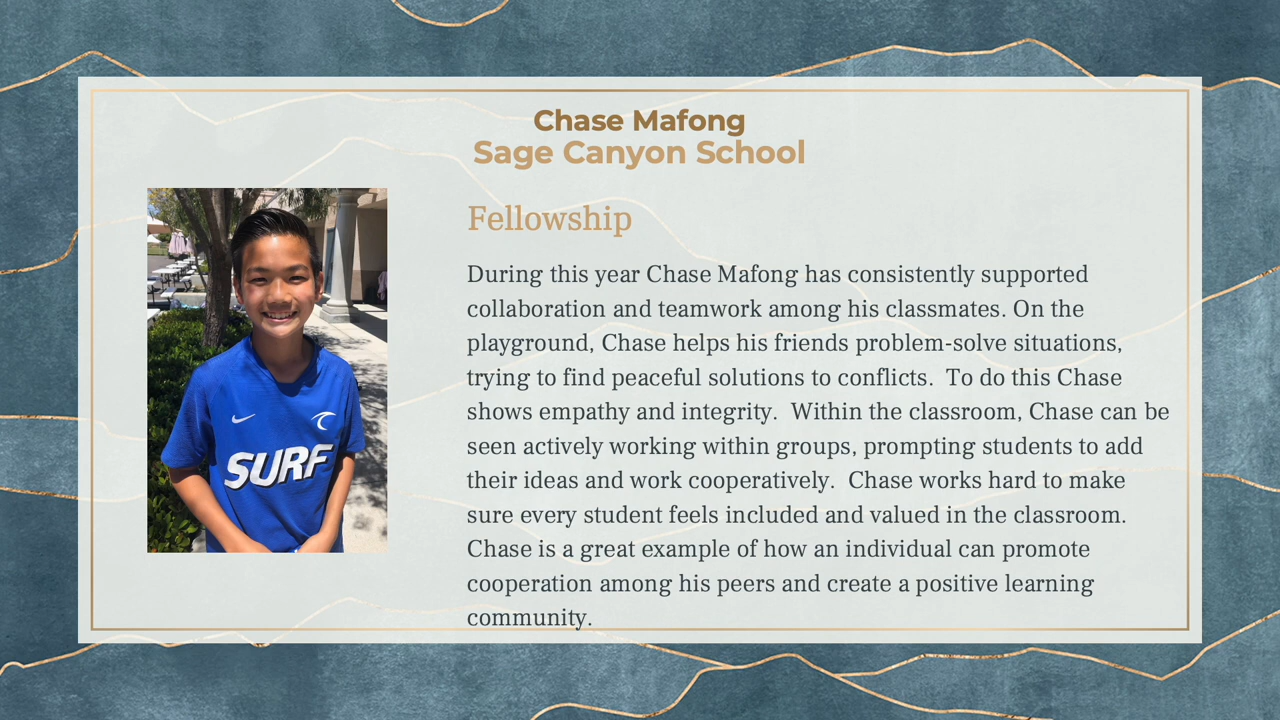 Chase Mafong
Sage Canyon School
Fellowship
During this year Chase Mafong has consistently supported
collaboration and teamwork among his classmates. On the
playground, Chase helps his friends problem-solve situations,
trying to find peaceful solutions to conflicts.  To do this Chase
shows empathy and integrity.  Within the classroom, Chase can be
seen actively working within groups, prompting students to add
their ideas and work cooperatively.  Chase works hard to make
sure every student feels included and valued in the classroom.
Chase is a great example of how an individual can promote
cooperation among his peers and create a positive learning
community.
SURF